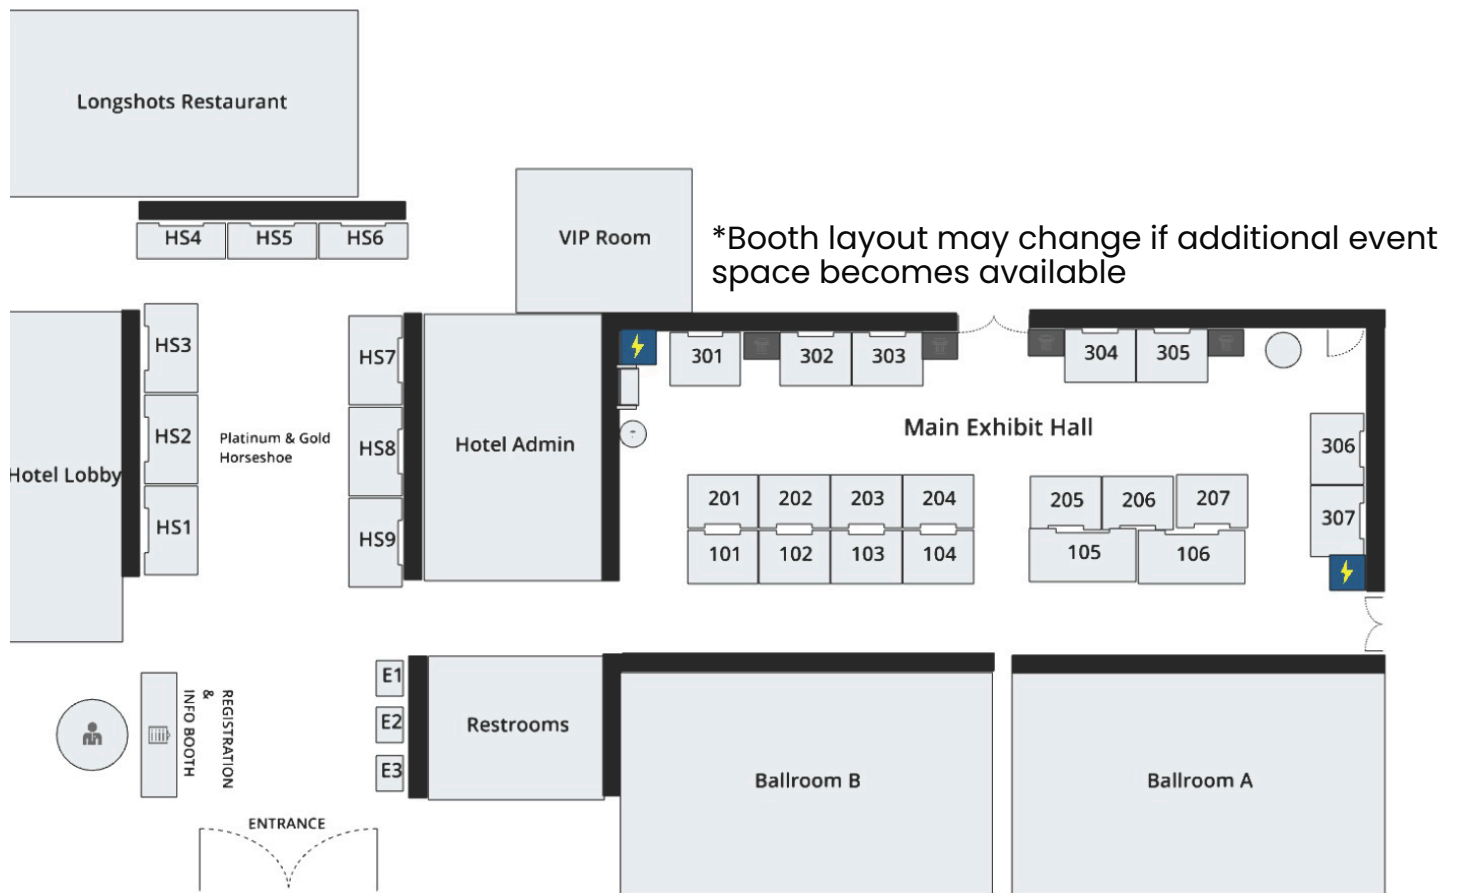 Longshots Restaurant
HS4
HS5
HS6
VIP Room
*Booth layout may change if additional event
space becomes available
HS3
HS2
HS1
Hotel Lobby
Platinum & Gold
Horseshoe
HS7
HS8
HS9
Hotel Admin
301
302
303
304
305
Main Exhibit Hall
306
307
201
202
203
204
205
206
207
101
102
103
104
105
106
E1
E2
E3
REGISTRATION
&
INFO BOOTH
Restrooms
Ballroom B
Ballroom A
ENTRANCE